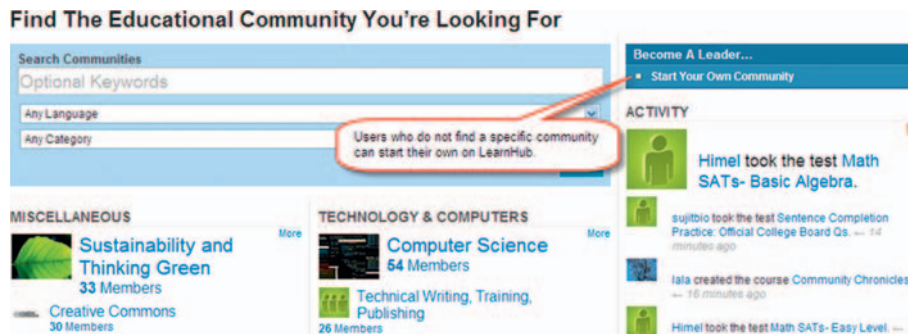 Find The Educational Community You're Looking For
Search Communities
Optional Keywords
Any Language
Any Category
Users who do not find a specific community
can start their own on LearnHub.
Become A Leader...
Start Your Own Community
ACTIVITY
Himel took the test Math
SATs- Basic Algebra.
sujitbio took the test Sentence Completion
Practice: Official College Board Qs. — 14
minutes ago
lala created the course Community Chronicles
— 16 minutes ago
Himel took the test Math SATs- Easy Level. —
MISCELLANEOUS
More
Sustainability and
Thinking Green
33 Members
Creative Commons
30 Members
TECHNOLOGY & COMPUTERS
More
Computer Science
54 Members
Technical Writing, Training,
Publishing
26 Members